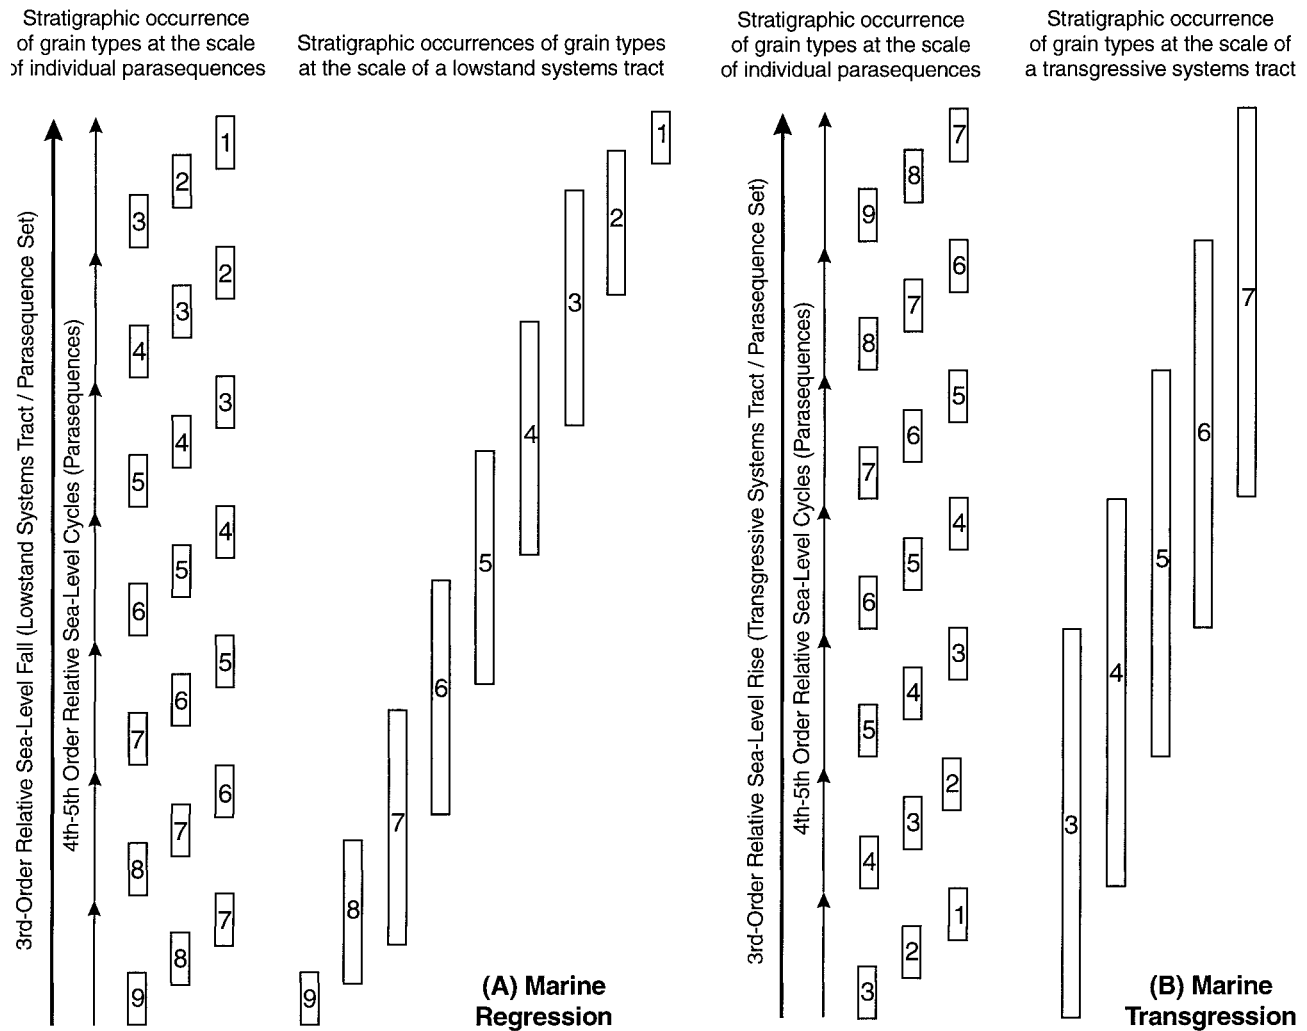 Stratigraphic occurrence
of grain types at the scale
of individual parasequences
Stratigraphic occurrences of grain types
at the scale of a lowstand systems tract
3rd-Order Relative Sea-Level Fall (Lowstand Systems Tract / Parasequence Set)
4th-5th Order Relative Sea-Level Cycles (Parasequences)
1
2
3
2
3
4
3
4
5
4
5
6
5
6
7
6
7
8
7
8
9
1
2
3
4
5
6
7
8
9
(A) Marine
Regression
Stratigraphic occurrence
of grain types at the scale
of individual parasequences
Stratigraphic occurrence
of grain types at the scale of
a transgressive systems tract
3rd-Order Relative Sea-Level Rise (Transgressive Systems Tract / Parasequence Set)
4th-5th Order Relative Sea-Level Cycles (Parasequences)
7
8
9
6
7
8
5
6
7
4
5
6
3
4
5
2
3
4
1
2
3
7
6
5
4
3
(B) Marine
Transgression